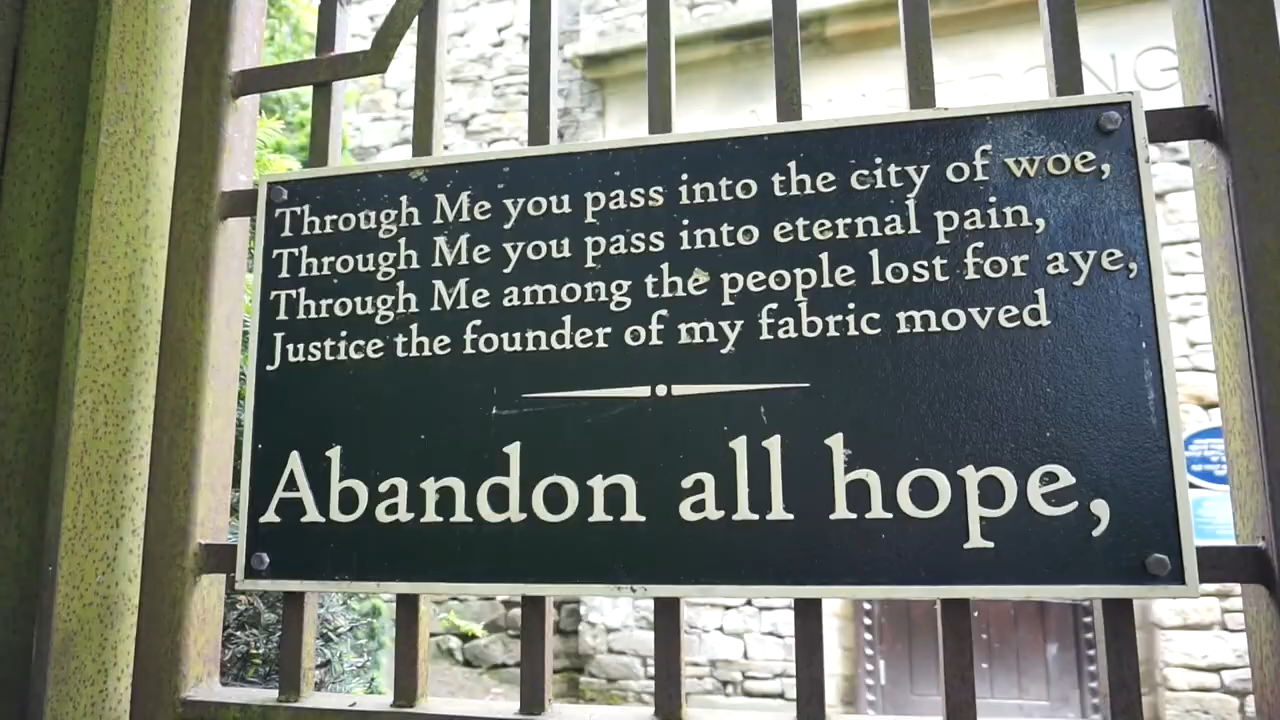 Through Me you pass into the city of woe,
Through Me you pass into eternal pain,
Through Me among the people lost for aye,
Justice the founder of my fabric moved
Abandon all hope,